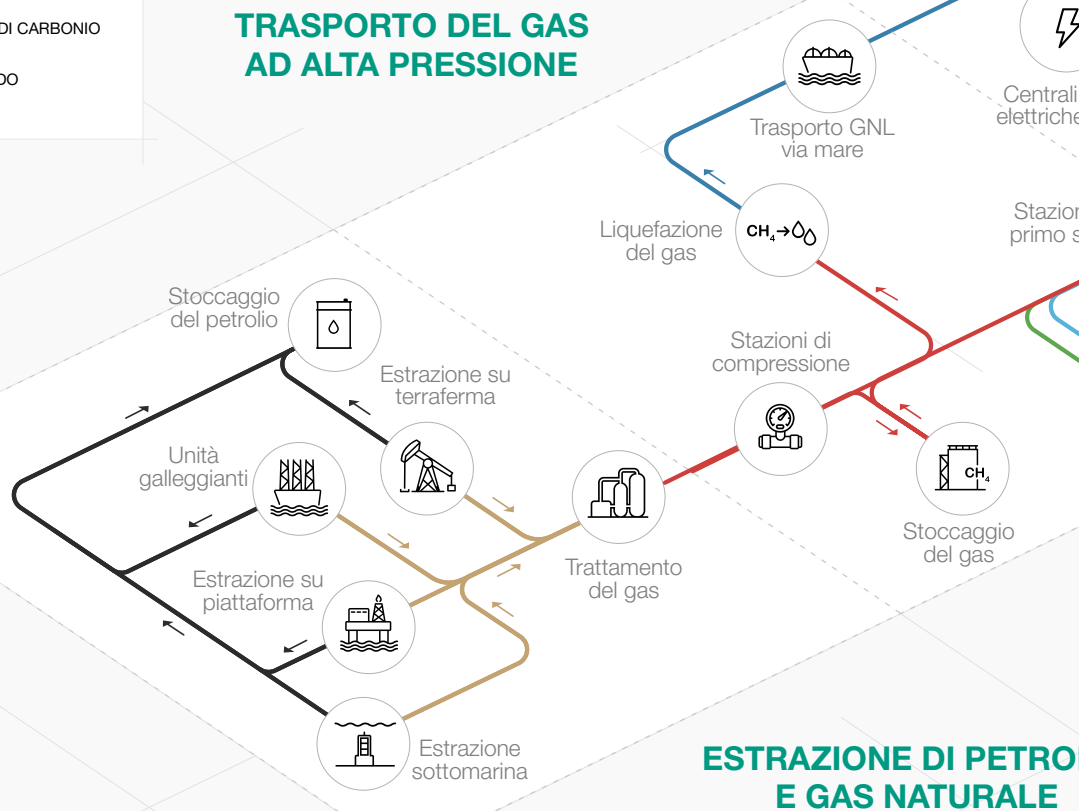 DI CARBONIO
TRASPORTO DEL GAS
AD ALTA PRESSIONE
Trasporto GNL
via mare
Centrali
elettriche
Liquefazione
del gas
CH₄→
primo
Stoccaggio
del petrolio
Stazioni di
compressione
Estrazione su
terraferma
Unità
galleggianti
CH₄
Stoccaggio
del gas
Trattamento
del gas
Estrazione su
piattaforma
Estrazione
sottomarina
ESTRAZIONE DI
E GAS NATURALE